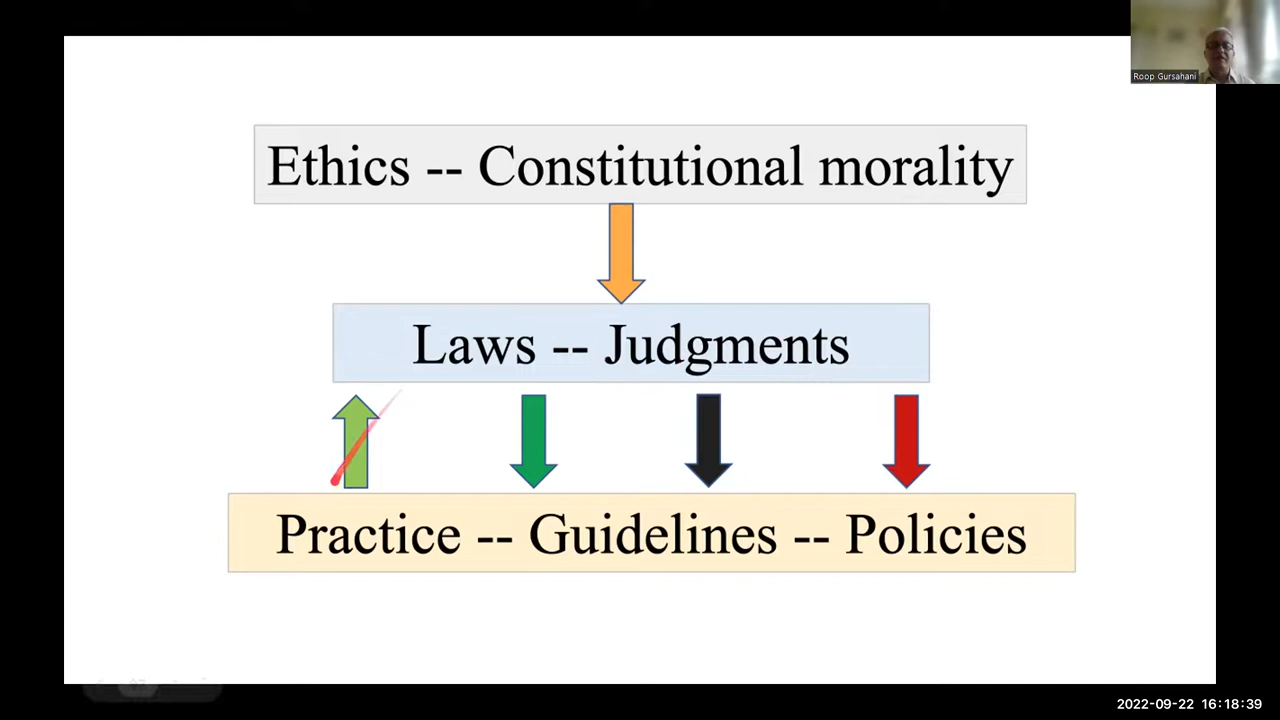 Roop Gursahani
Ethics -- Constitutional morality
Laws -- Judgments
Practice -- Guidelines -- Policies
2022-09-22 16:18:39